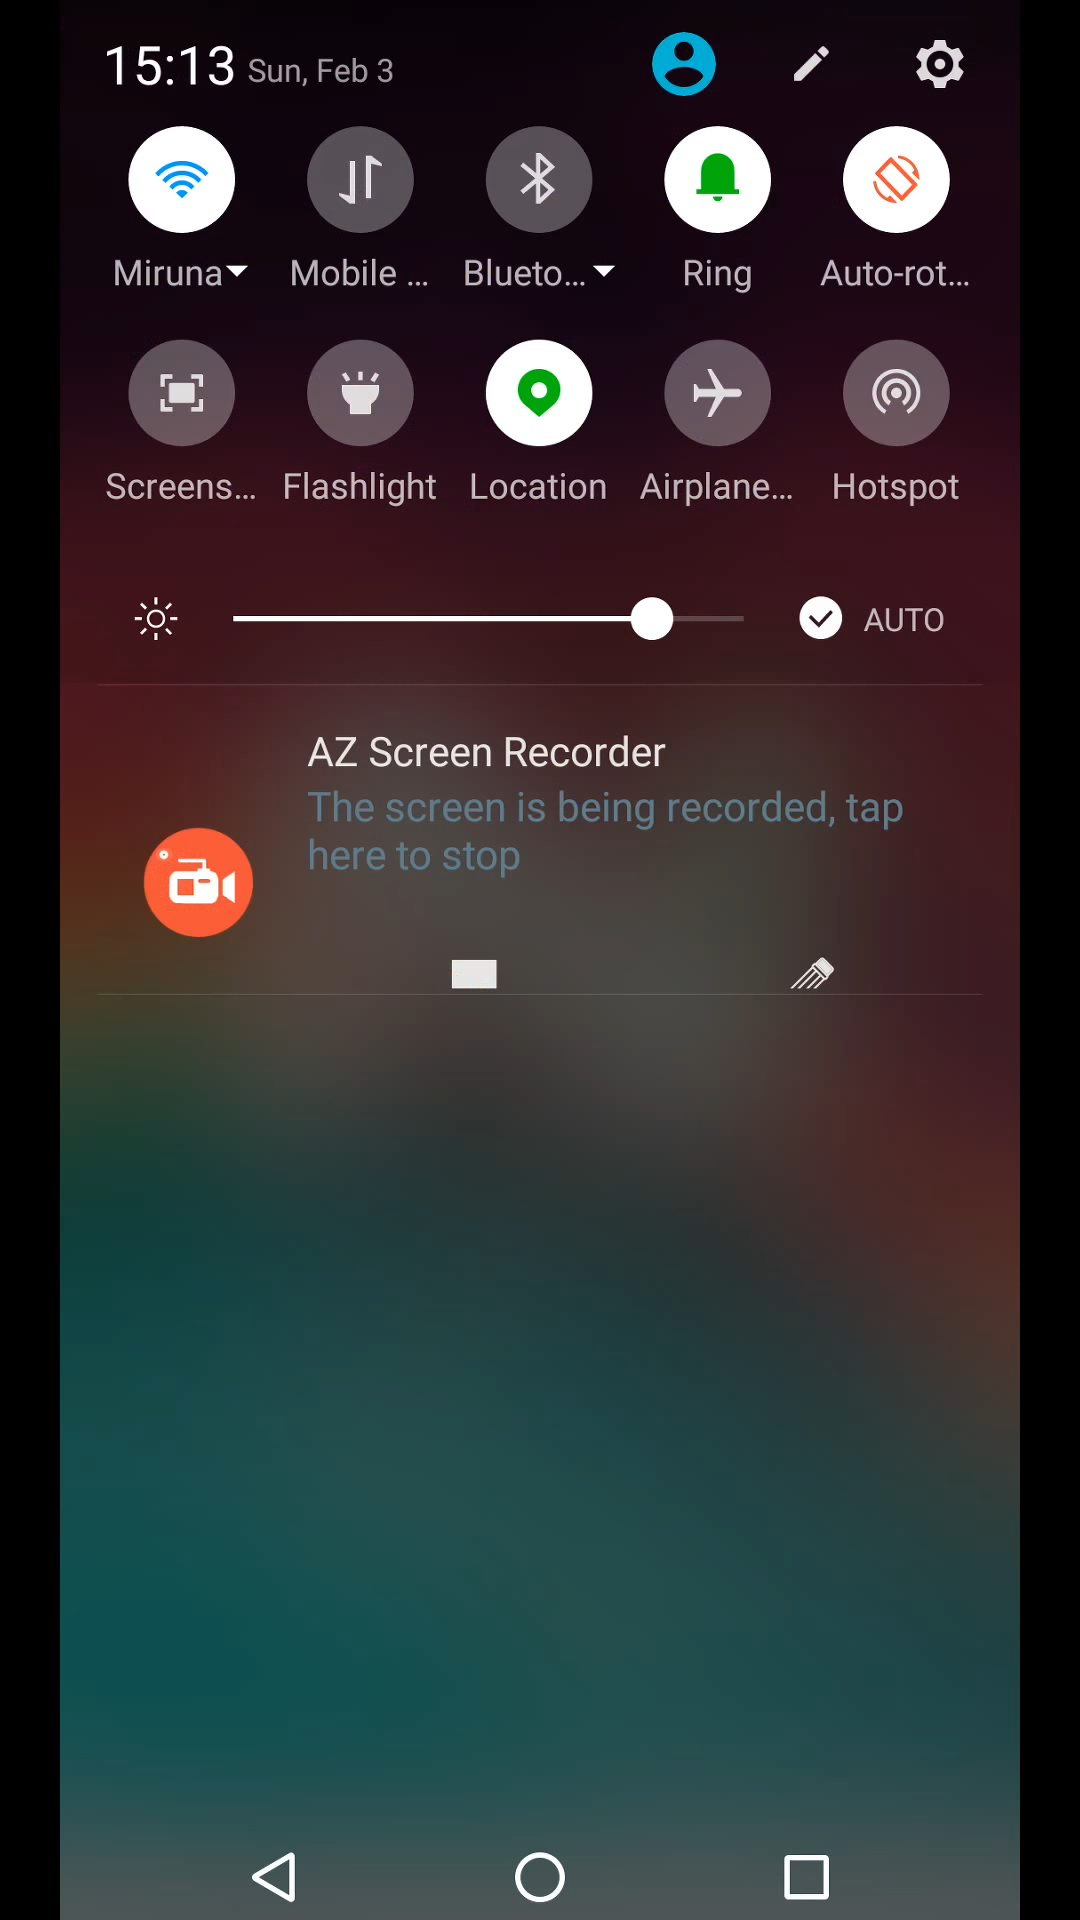 15:13 Sun, Feb 3
Miruna Mobile ... Blueto... Ring Auto-rot...
Screens... Flashlight Location Airplane... Hotspot
AUTO
AZ Screen Recorder
The screen is being recorded, tap
here to stop